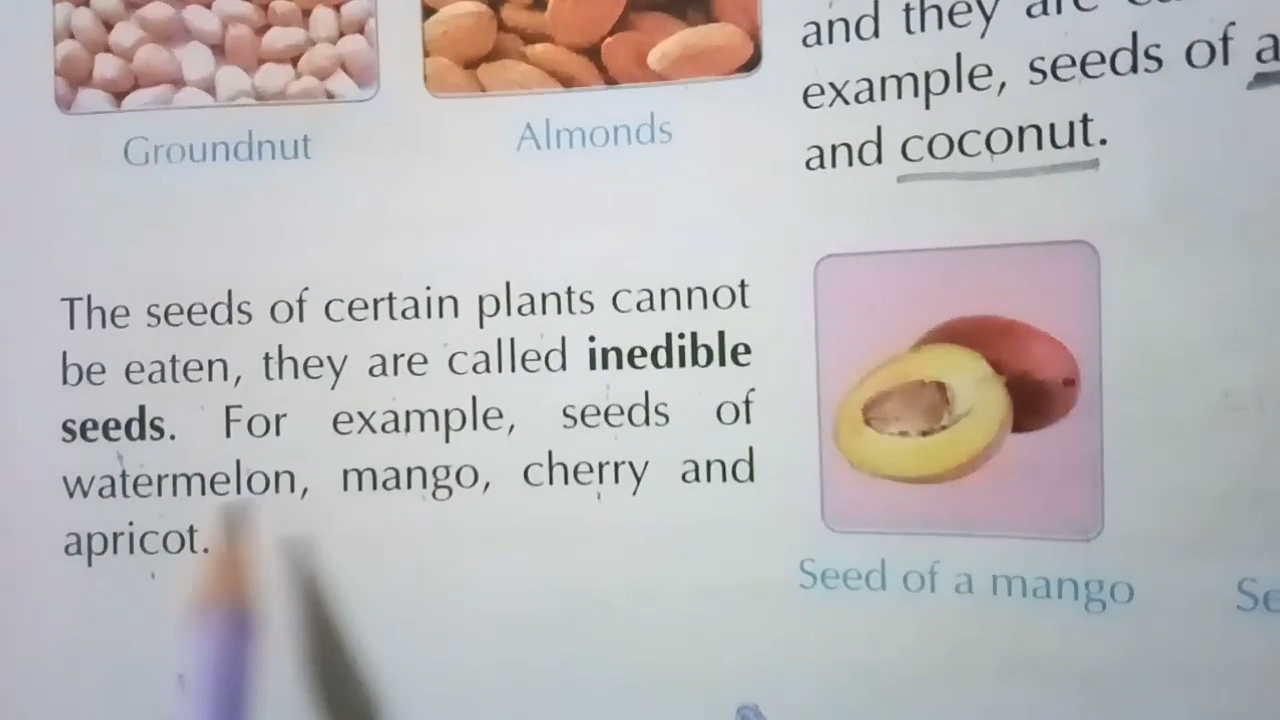 Groundnut
Almonds
and they are
example, seeds of
and coconut.
The seeds of certain plants cannot
be eaten, they are called inedible
seeds. For example, seeds of
watermelon, mango, cherry and
apricot.
Seed of a mango